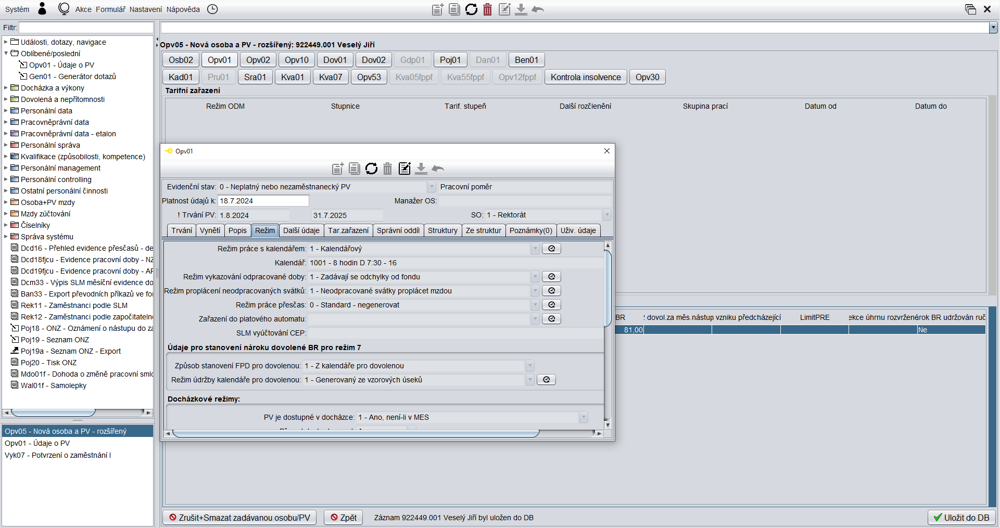 Systém Akce Formulář Nastavení Nápověda
Filtr:
Události, dotazy, navigace
Oblíbené/poslední
Opv01 - Údaje o PV
Gen01 - Generátor dotazů
Docházka a výkony
Dovolená a nepřítomnosti
Personální data
Pracovněprávní data
Pracovněprávní data - etalon
Personální správa
Kvalifikace (způsobilosti, kompetence)
Personální management
Personální controlling
Ostatní personální činnosti
Osoba+PV mzdy
Mzdy zúčtování
Číselníky
Správa systému
Dcd16 - Přehled evidence přesčasů - de
Dcd18fjcu - Evidence pracovní doby - NZ
Dcd19fjcu - Evidence pracovní doby - AF
Dcm33 - Výpis SLM měsíční evidence do
Ban33 - Export převodních příkazů ve for
Rek11 - Zaměstnanci podle SLM
Rek12 - Zaměstnanci podle započitatelné
Poj18 - ONZ - Oznámení o nástupu do za
Poj19 - Seznam ONZ
Poj19a - Seznam ONZ - Export
Poj20 - Tisk ONZ
Mdo01f - Dohoda o změně pracovní smlo
Wal01f - Samolepky
Opv05 - Nová osoba a PV - rozšířený
Opv01 - Údaje o PV
Vyk07 - Potvrzení o zaměstnání I
Opv05 - Nová osoba a PV - rozšířený: 922449.001 Veselý Jiří
Osb02 Opv01 Opv02 Opv10 Dov01 Dov02 Gdp01 Poj01 Dan01 Ben01
Kad01 Pru01 Sra01 Kva01 Kva07 Opv53 Kva05fppf Kva55fppf Opv12fppf Kontrola insolvence Opv30
Tarifní zařazení
Režim ODM Stupnice Tarif. stupeň Další rozčlenění Skupina prací Datum od Datum do
Opv01
Evidenční stav: 0 - Neplatný nebo nezaměstnanecký PV Pracovní poměr
Platnost údajů k: 18.7.2024 Manažer OS:
! Trvání PV: 1.8.2024 31.7.2025 SO: 1 - Rektorát
Trvání Vynětí Popis Režim Další údaje Tar.zařazení Správní oddíl Struktury Ze struktur Poznámky(0) Uživ. údaje
Režim práce s kalendářem: 1 - Kalendářový
Kalendář: 1001 - 8 hodin D 7:30 - 16
Režim vykazování odpracované doby: 1 - Zadávají se odchylky od fondu
Režim proplácení neodpracovaných svátků: 1 - Neodpracované svátky proplácet mzdou
Režim práce přesčas: 0 - Standard - negenerovat
Zařazení do platového automatu:
SLM vyúčtování CEP:
Údaje pro stanovení nároku dovolené BR pro režim 7
Způsob stanovení FPD pro dovolenou: 1 - Z kalendáře pro dovolenou
Režim údržby kalendáře pro dovolenou: 1 - Generovaný ze vzorových úseků
Docházkové režimy:
PV je dostupné v docházce: 1 - Ano, není-li v MES
BR dovol.za měs.nástup vzniku předcházející LimitPRE ekce úhrnu rozvržen árok BR udržován ruč
81,00 Ne
Zrušit+Smazat zadávanou osobu/PV Zpět Záznam 922449.001 Veselý Jiří byl uložen do DB Uložit do DB